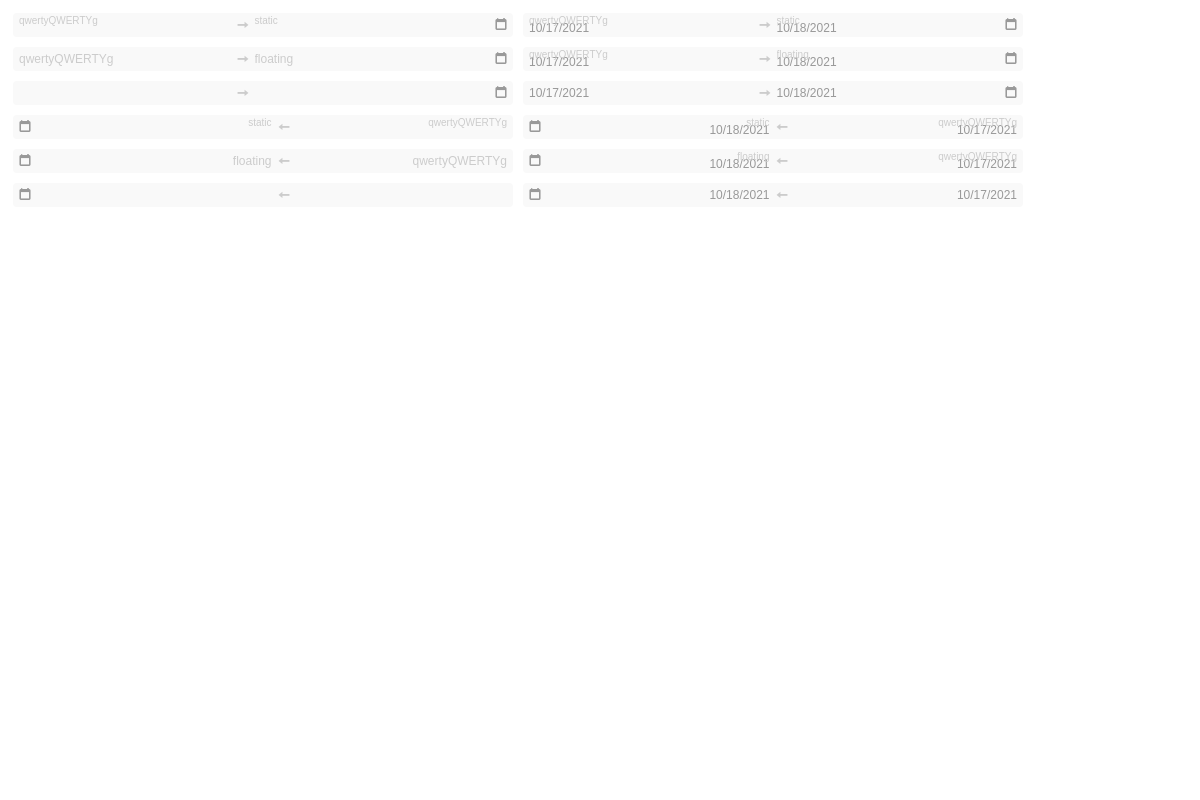 qwertyQWERTYg static qwertyQWERTYg static
10/17/2021 10/18/2021
qwertyQWERTYg floating qwertyQWERTYg floating
10/17/2021 10/18/2021
10/17/2021 10/18/2021
static qwertyQWERTYg static qwertyQWERTYg
10/18/2021 10/17/2021
floating qwertyQWERTYg floating qwertyQWERTYg
10/18/2021 10/17/2021
10/18/2021 10/17/2021